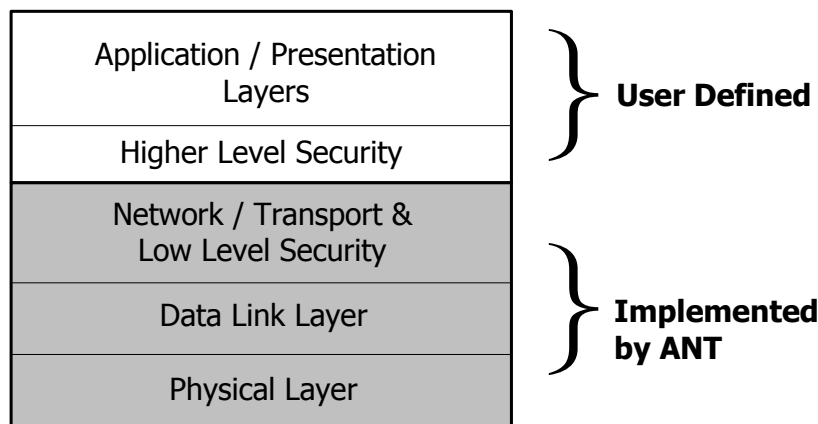 Application / Presentation
Layers
User Defined
Higher Level Security
Network / Transport &
Low Level Security
Data Link Layer
Implemented
by ANT
Physical Layer